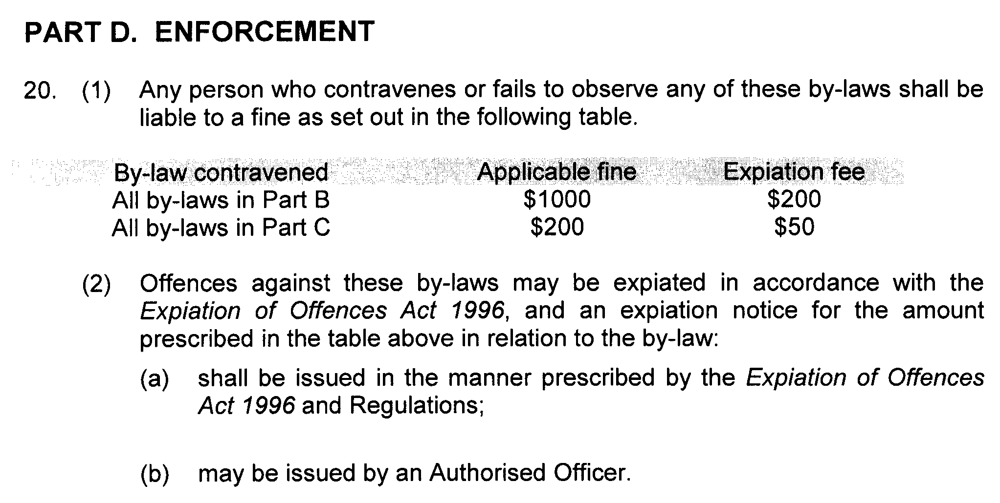 PART D. ENFORCEMENT
20. (1) Any person who contravenes or fails to observe any of these by-laws shall be
liable to a fine as set out in the following table.
By-law contravened Applicable fine Expiation fee
All by-laws in Part B $1000 $200
All by-laws in Part C $200 $50
(2) Offences against these by-laws may be expiated in accordance with the
Expiation of Offences Act 1996, and an expiation notice for the amount
prescribed in the table above in relation to the by-law:
(a) shall be issued in the manner prescribed by the Expiation of Offences
Act 1996 and Regulations;
(b) may be issued by an Authorised Officer.